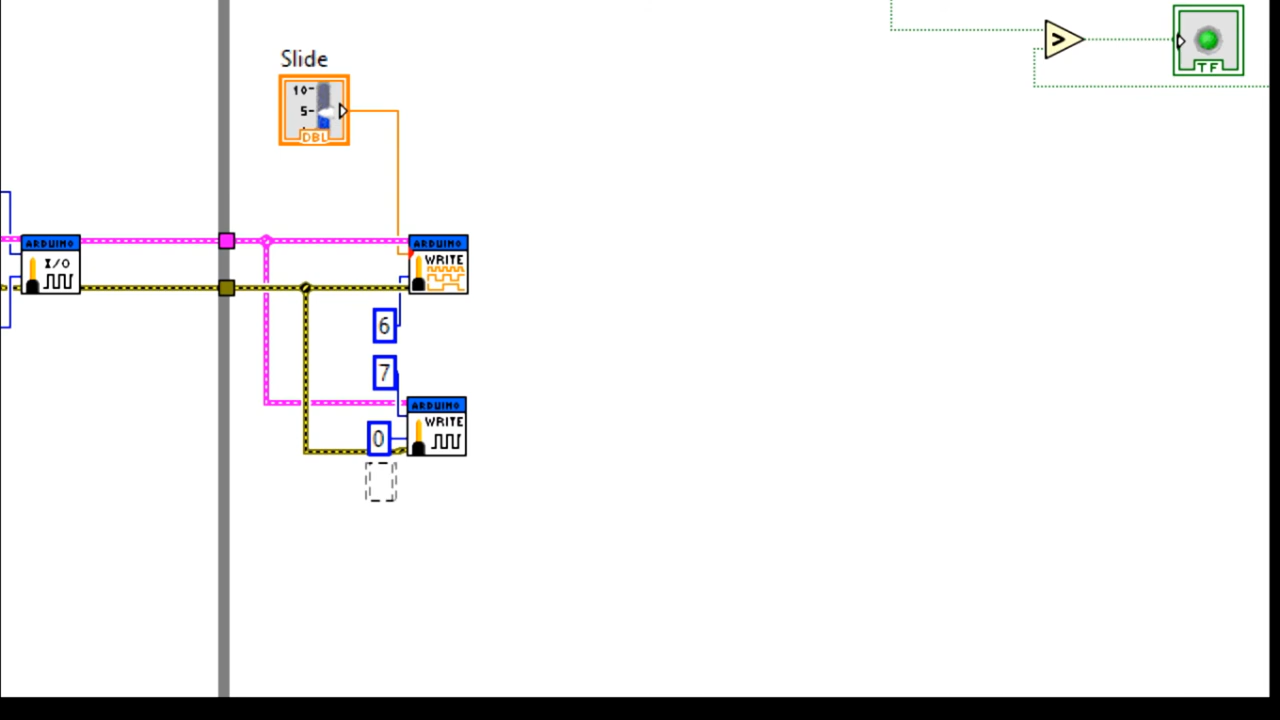 >
TF
Slide
10-
5-
DBL
ARDUINO
I/O
ARDUINO
WRITE
6
7
ARDUINO
WRITE
0